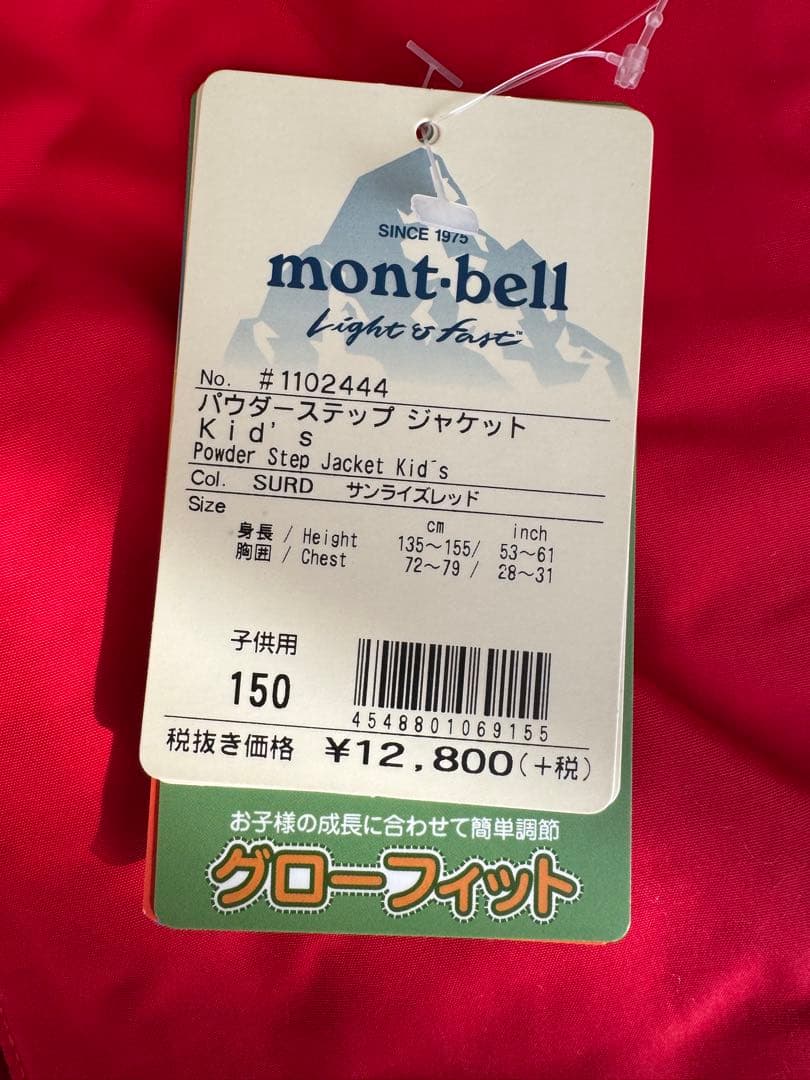 SINCE 1975
mont·bell
Light & Fast™
No. #1102444
パウダーステップ ジャケット
Kid's
Powder Step Jacket Kid´s
Col. SURD サンライズレッド
Size
cm inch
身長 / Height 135～155/ 53～61
胸囲 / Chest 72～79 / 28～31
子供用
150
4548801069155
税抜き価格 ¥12,800(+税)
お子様の成長に合わせて簡単調節
グローフィット